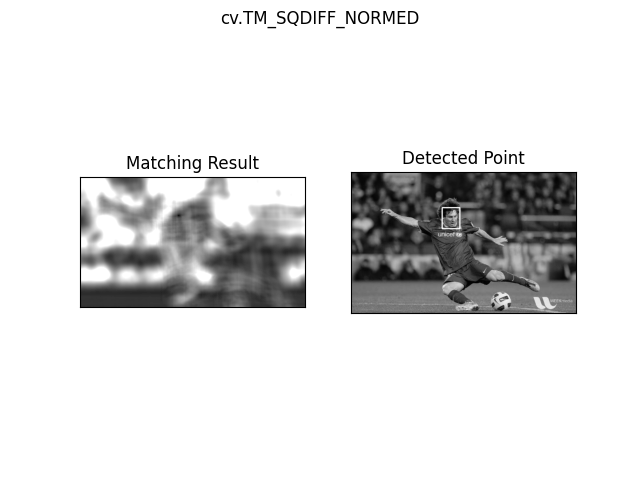 cv.TM_SQDIFF_NORMED
Matching Result
Detected Point
unicef